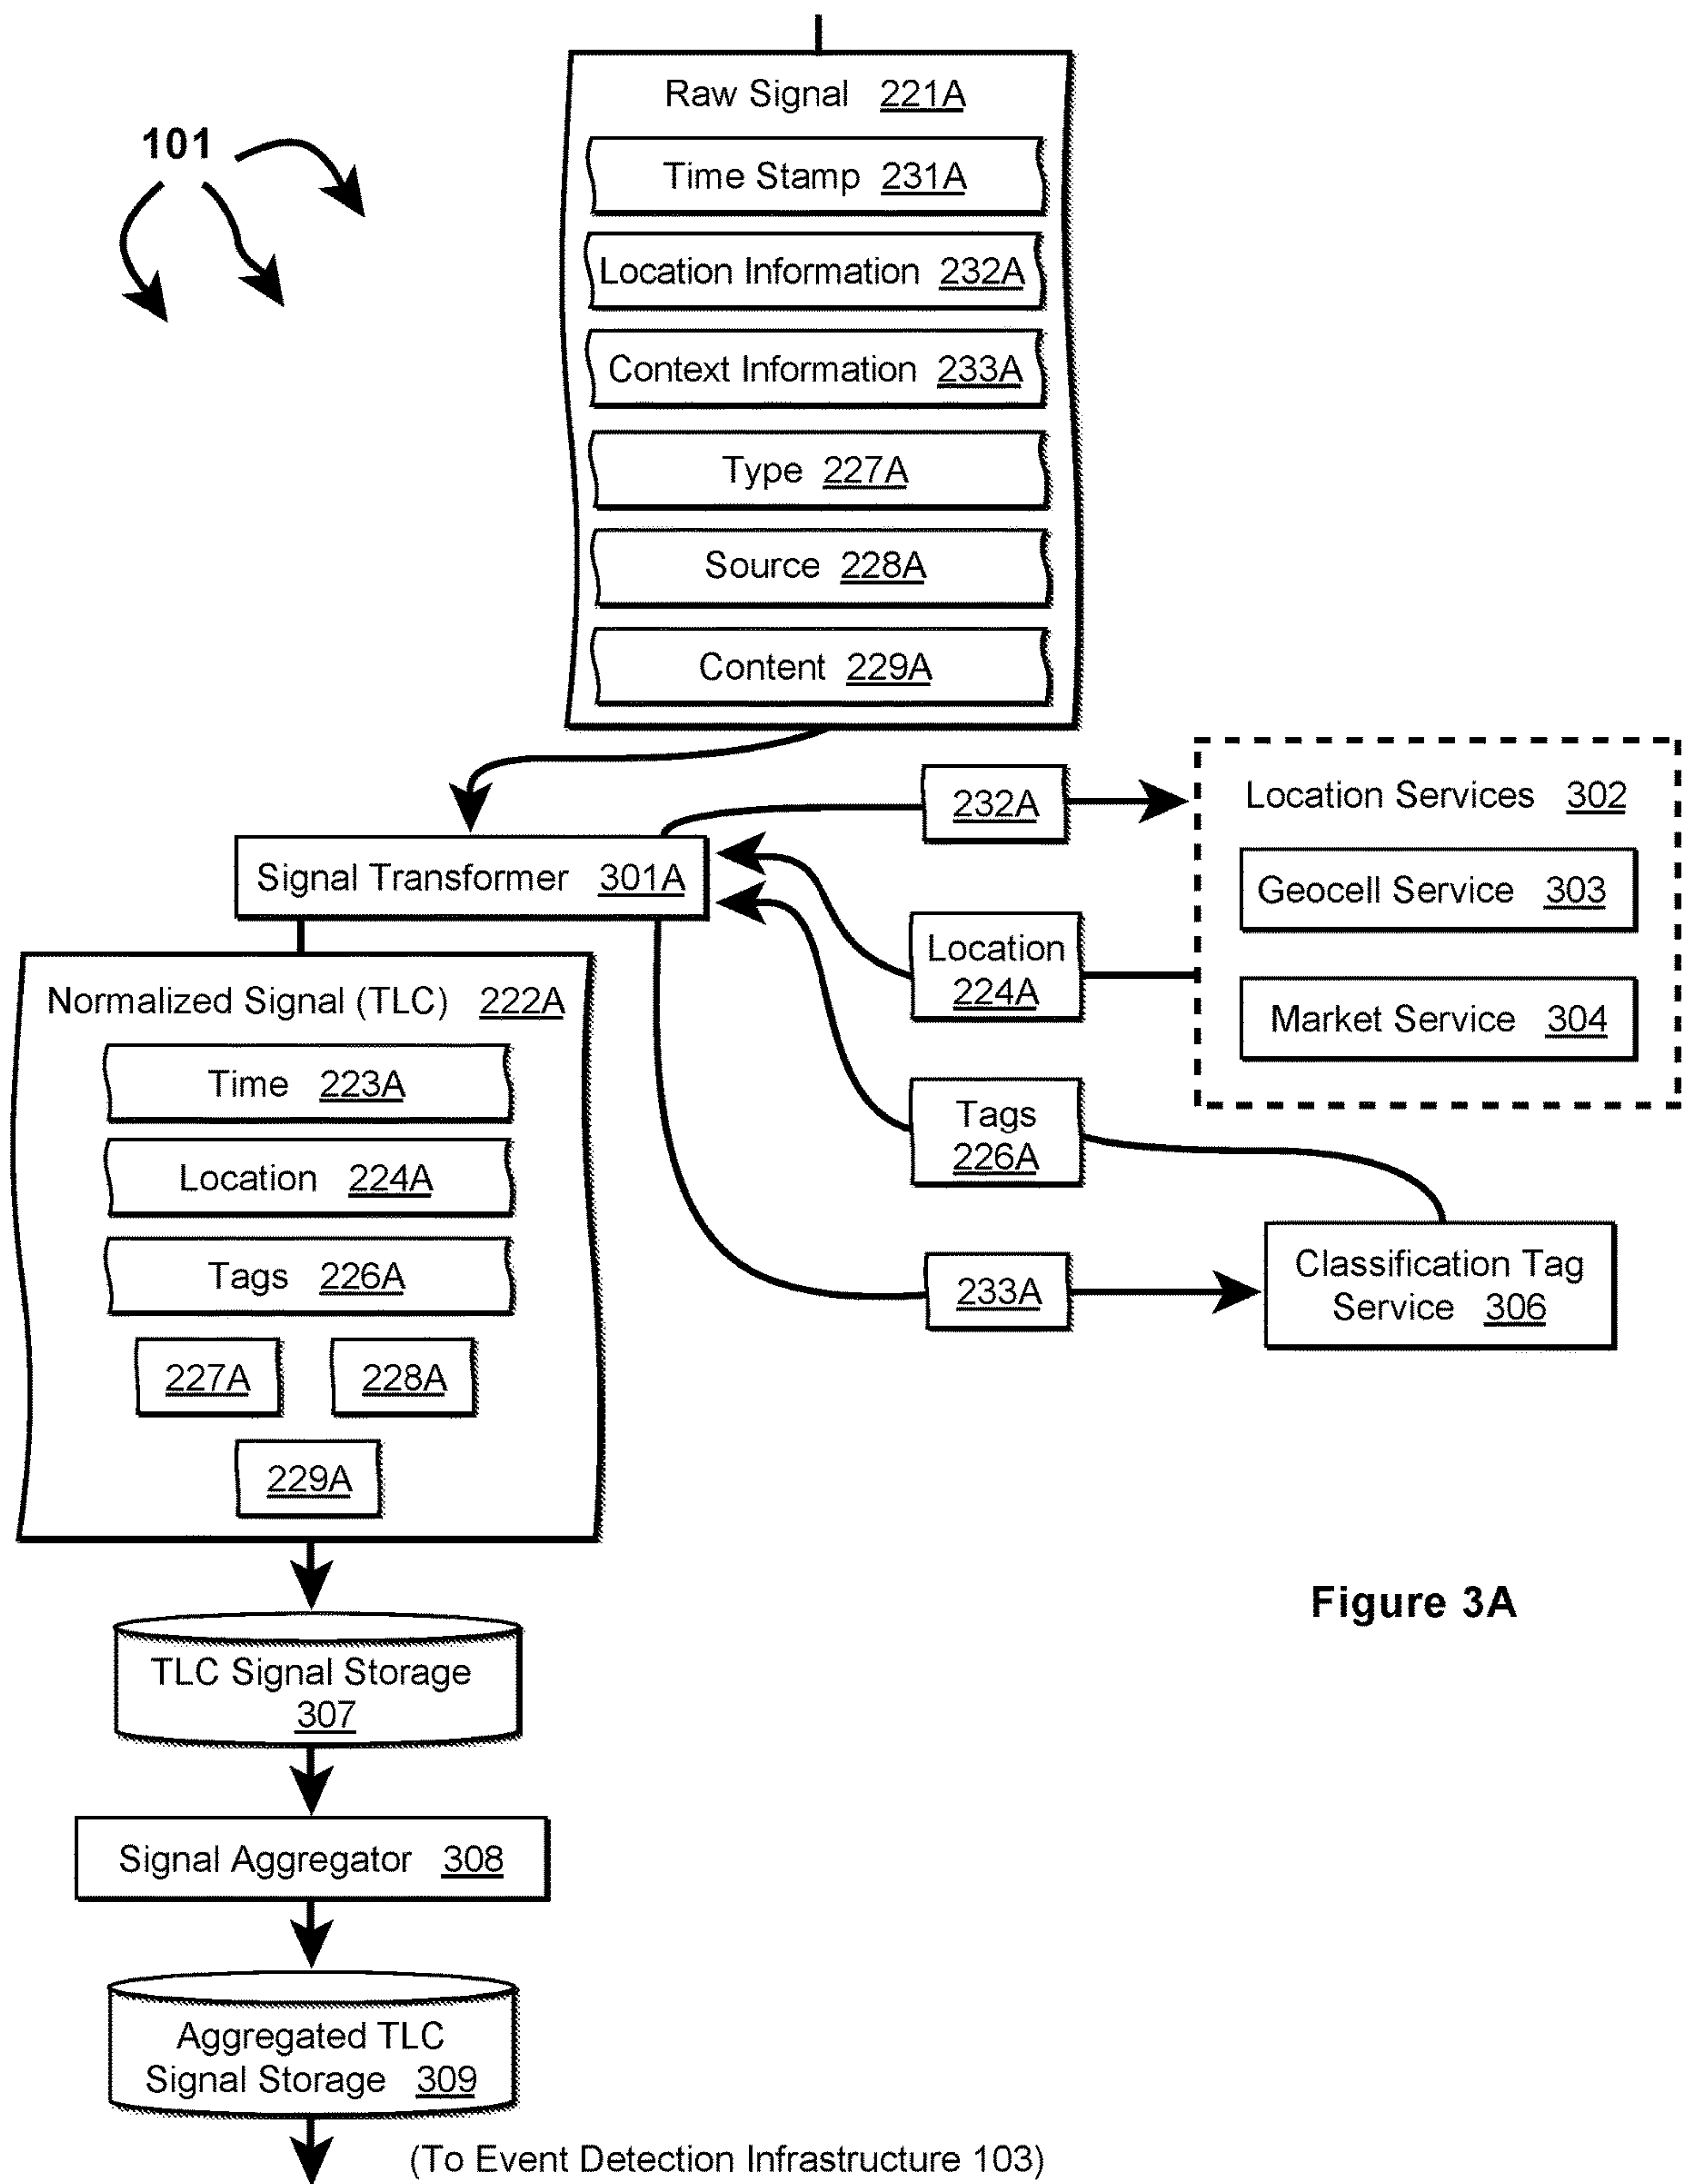 Raw Signal 221A
101
Time Stamp 231A
Location Information 232A
Context Information 233A
Type 227A
Source 228A
Content 229A
232A
Location Services 302
Geocell Service 303
Market Service 304
Signal Transformer 301A
Location
224A
Tags
226A
233A
Classification Tag
Service 306
Normalized Signal (TLC) 222A
Time 223A
Location 224A
Tags 226A
227A
228A
229A
Figure 3A
TLC Signal Storage
307
Signal Aggregator 308
Aggregated TLC
Signal Storage 309
(To Event Detection Infrastructure 103)